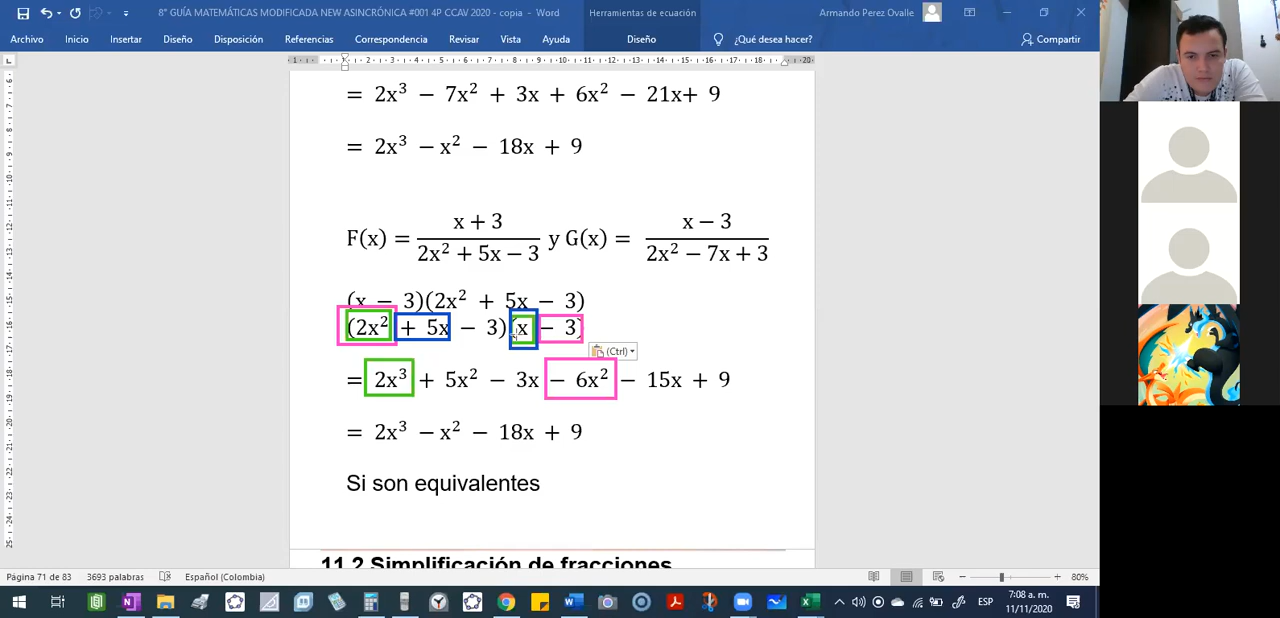 8° GUÍA MATEMÁTICAS MODIFICADA NEW ASINCRÓNICA #001 4P CCAV 2020 - copia - Word
Herramientas de ecuación
Armando Perez Ovalle
Archivo Inicio Insertar Diseño Disposición Referencias Correspondencia Revisar Vista Ayuda Diseño ¿Qué desea hacer? Compartir
= 2x³ − 7x² + 3x + 6x² − 21x+ 9
= 2x³ − x² − 18x + 9
F(x) = (x + 3)/(2x² + 5x − 3) y G(x) = (x − 3)/(2x² − 7x + 3)
(x − 3)(2x² + 5x − 3)
(2x² + 5x − 3)(x − 3)
(Ctrl)
= 2x³ + 5x² − 3x − 6x² − 15x + 9
= 2x³ − x² − 18x + 9
Si son equivalentes
11.2 Simplificación de fracciones
Página 71 de 83 3693 palabras Español (Colombia) 80%
ESP
7:08 a. m.
11/11/2020